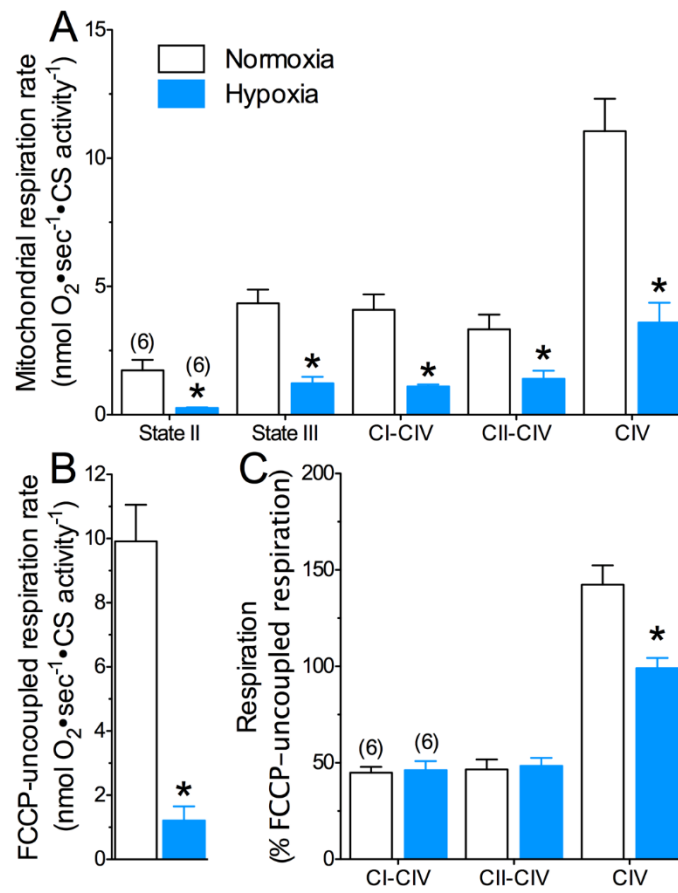 A
Mitochondrial respiration rate
(nmol O₂•sec⁻¹•CS activity⁻¹)
15
10
5
0
Normoxia
Hypoxia
(6)
(6)
*
*
*
*
*
State II
State III
CI-CIV
CII-CIV
CIV
B
FCCP-uncoupled respiration rate
(nmol O₂•sec⁻¹•CS activity⁻¹)
12
10
8
6
4
2
0
*
C
Respiration
(% FCCP-uncoupled respiration)
200
150
100
50
0
(6)
(6)
*
CI-CIV
CII-CIV
CIV